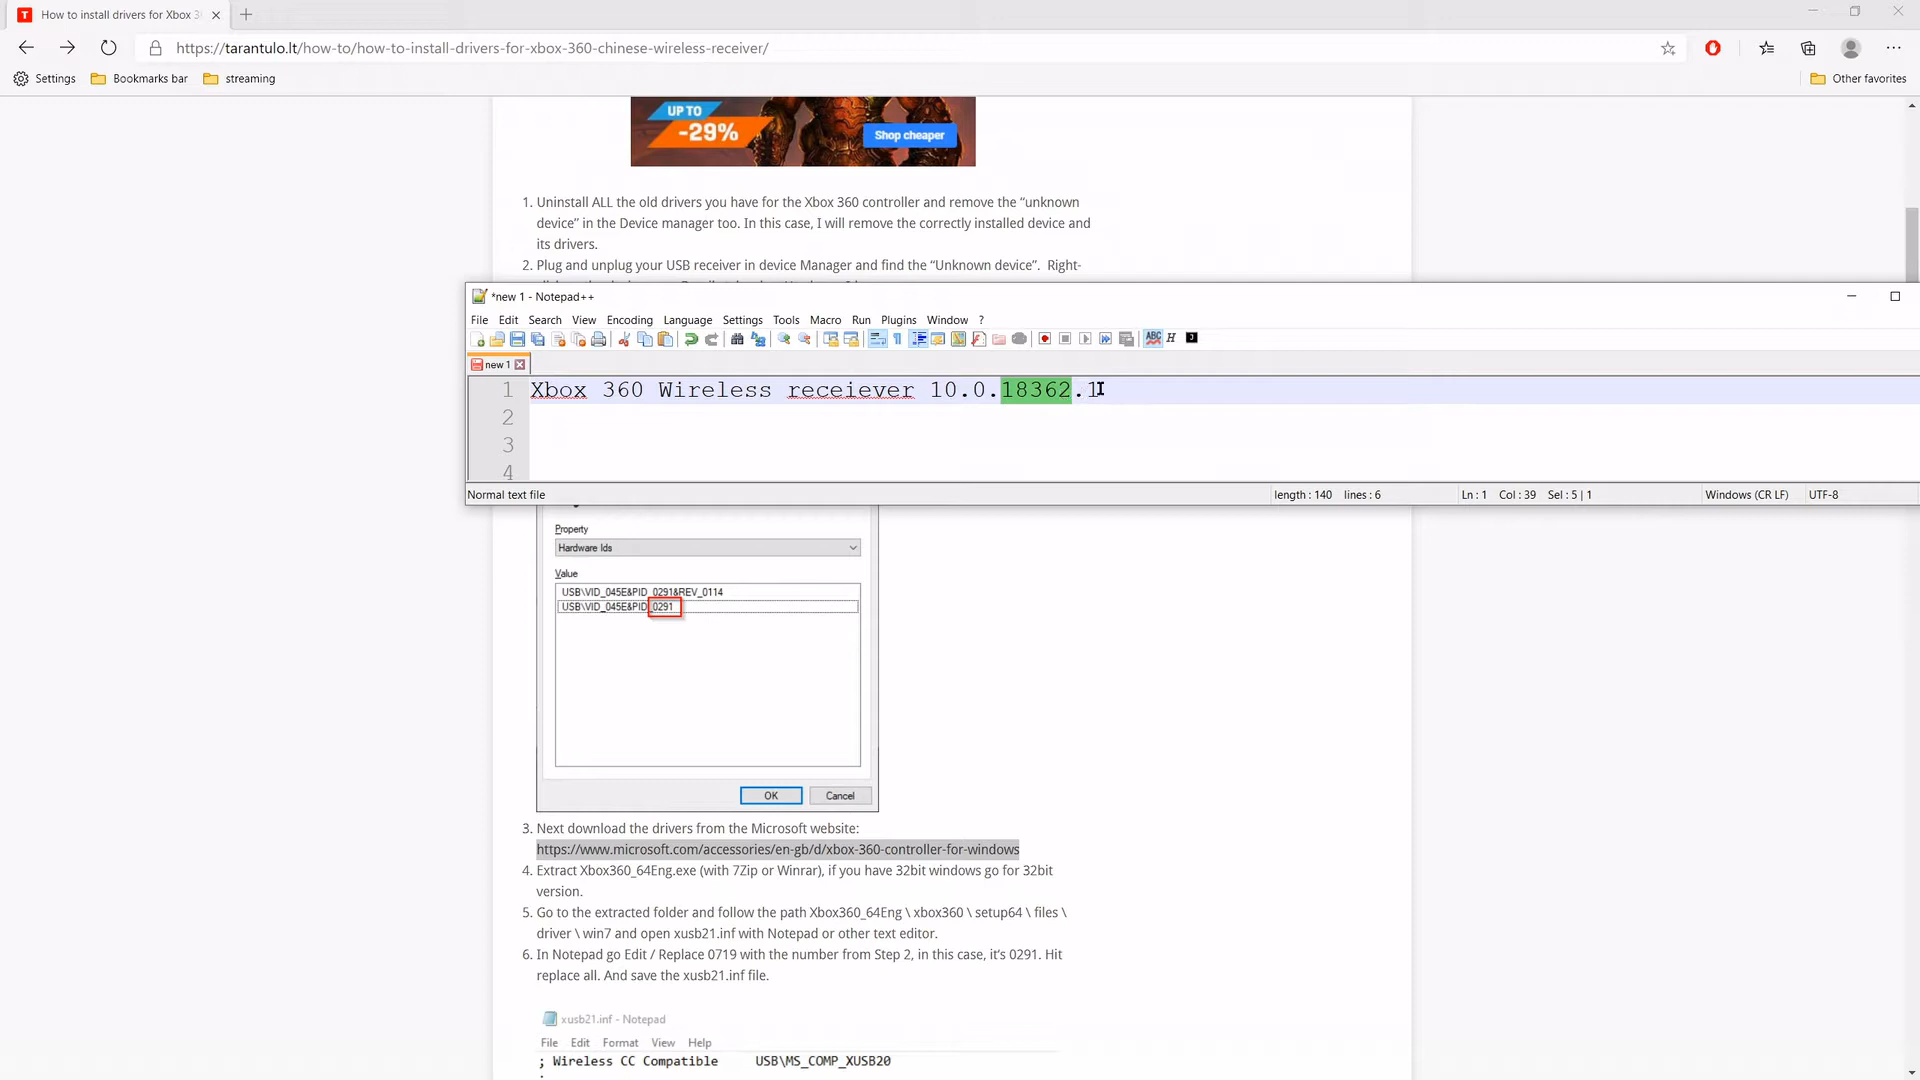 How to install drivers for Xbox 3
https://tarantulo.lt/how-to/how-to-install-drivers-for-xbox-360-chinese-wireless-receiver/
Settings
Bookmarks bar
streaming
Other favorites
UP TO
-29%
Shop cheaper
1. Uninstall ALL the old drivers you have for the Xbox 360 controller and remove the “unknown
device” in the Device manager too. In this case, I will remove the correctly installed device and
its drivers.
2. Plug and unplug your USB receiver in device Manager and find the “Unknown device”. Right-
*new 1 - Notepad++
File Edit Search View Encoding Language Settings Tools Macro Run Plugins Window ?
new 1
1 Xbox 360 Wireless receiever 10.0.18362.1
2
3
4
Normal text file
length : 140 lines : 6
Ln : 1 Col : 39 Sel : 5 | 1
Windows (CR LF)
UTF-8
Property
Hardware Ids
Value
USB\VID_045E&PID_0291&REV_0114
USB\VID_045E&PID_0291
OK
Cancel
3. Next download the drivers from the Microsoft website:
https://www.microsoft.com/accessories/en-gb/d/xbox-360-controller-for-windows
4. Extract Xbox360_64Eng.exe (with 7Zip or Winrar), if you have 32bit windows go for 32bit
version.
5. Go to the extracted folder and follow the path Xbox360_64Eng \ xbox360 \ setup64 \ files \
driver \ win7 and open xusb21.inf with Notepad or other text editor.
6. In Notepad go Edit / Replace 0719 with the number from Step 2, in this case, it’s 0291. Hit
replace all. And save the xusb21.inf file.
xusb21.inf - Notepad
File Edit Format View Help
; Wireless CC Compatible USB\MS_COMP_XUSB20
;